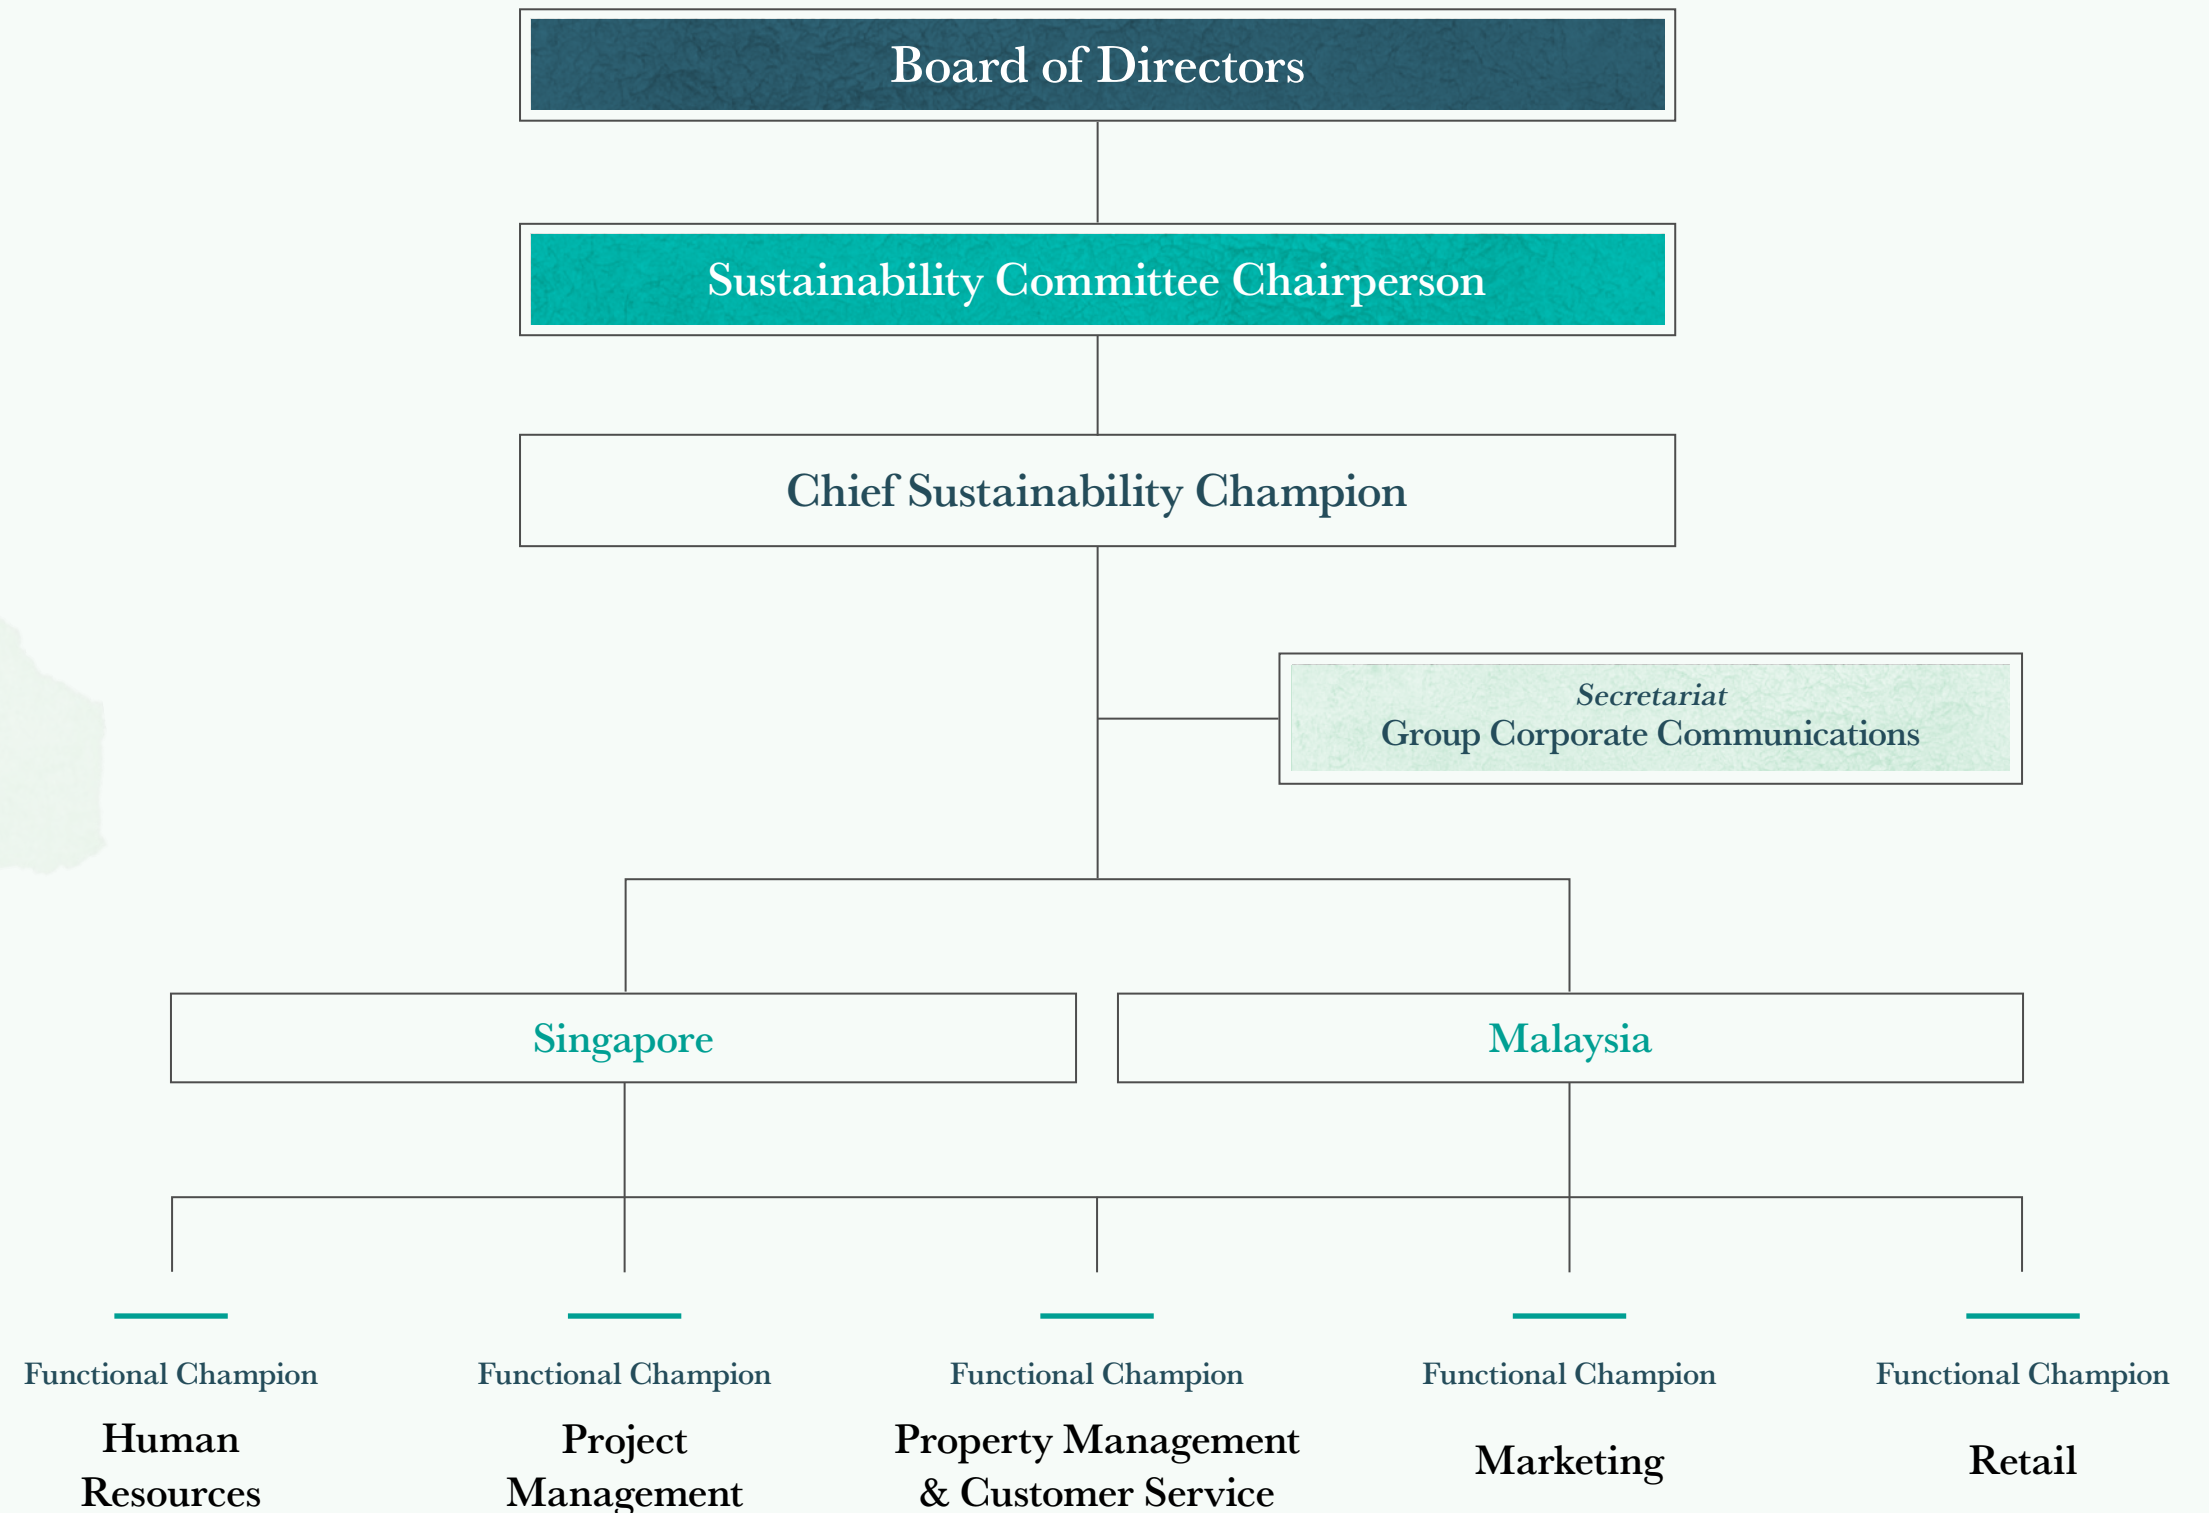 Board of Directors
Sustainability Committee Chairperson
Chief Sustainability Champion
Secretariat
Group Corporate Communications
Singapore
Malaysia
Functional Champion
Human
Resources
Functional Champion
Project
Management
Functional Champion
Property Management
& Customer Service
Functional Champion
Marketing
Functional Champion
Retail